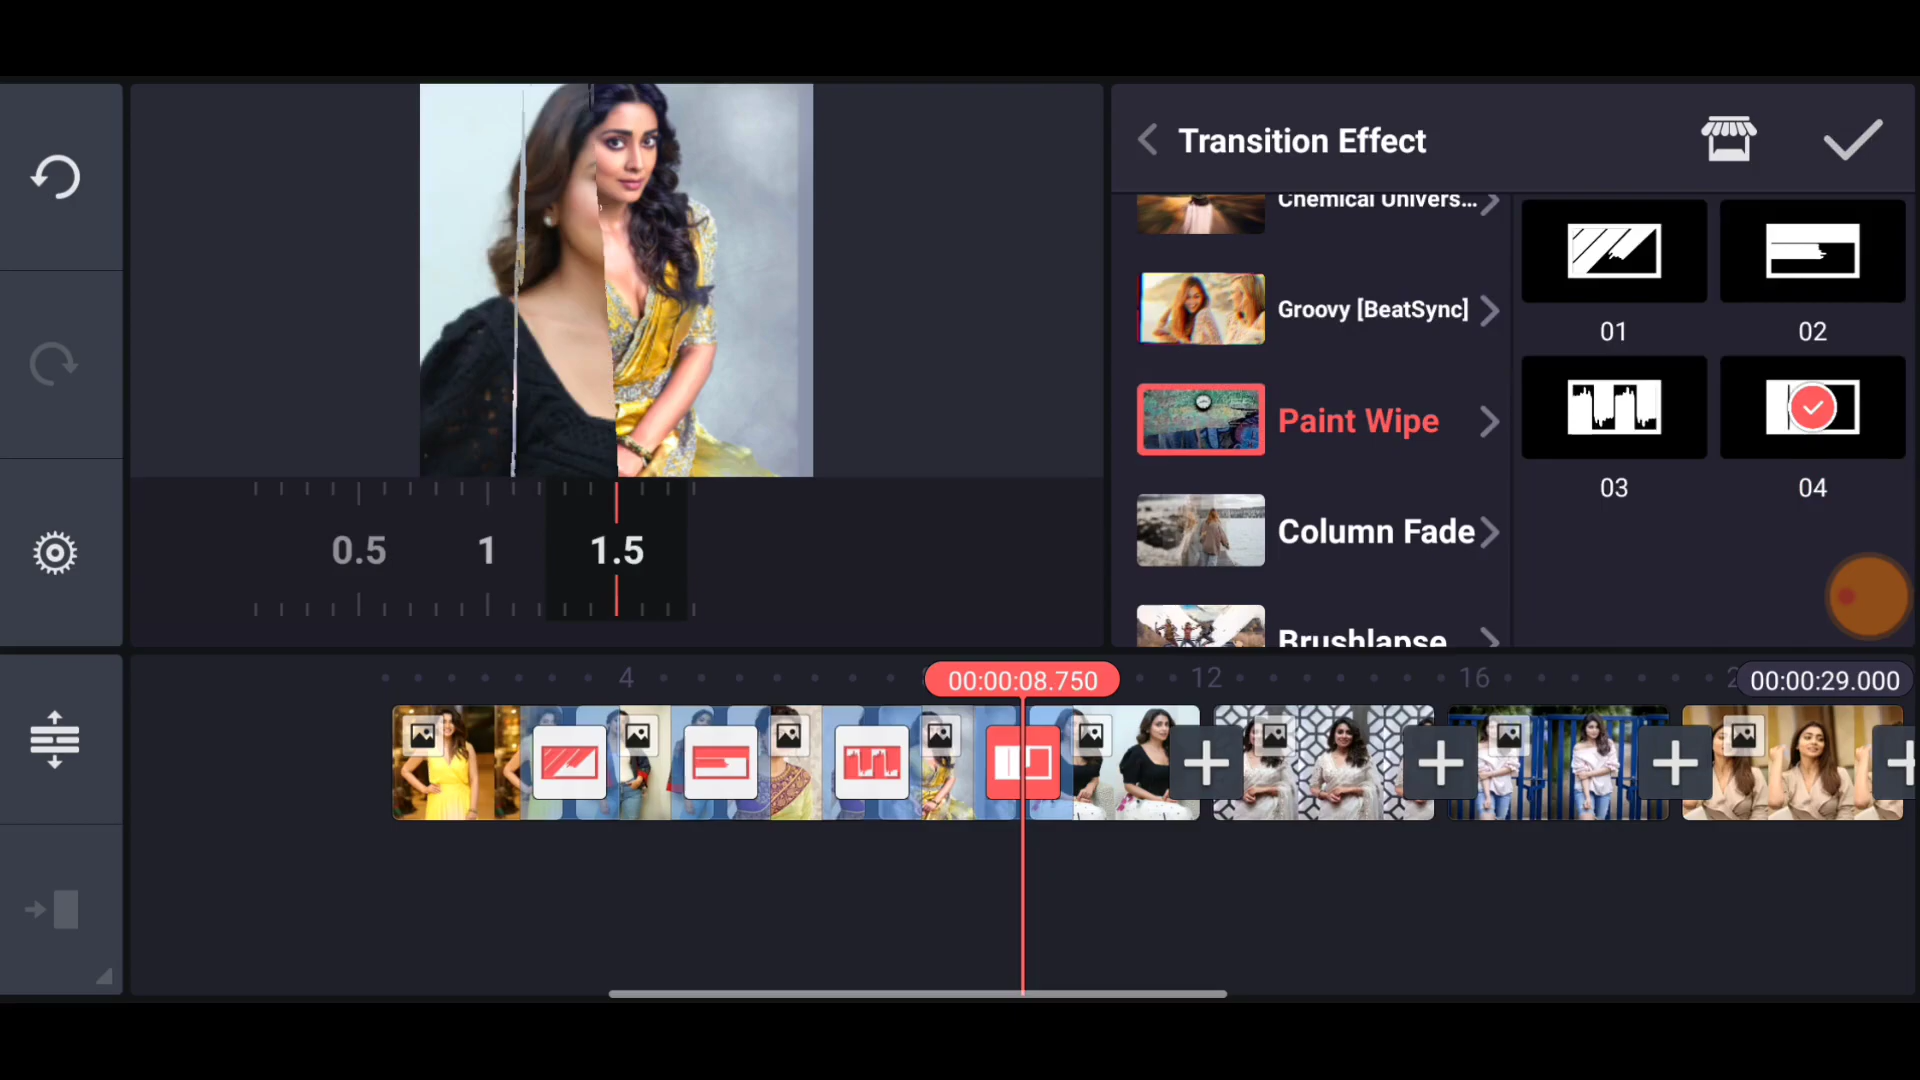 Transition Effect
Chemical Univers...
Groovy [BeatSync]
Paint Wipe
Column Fade
Brushlapse
01
02
03
04
0.5
1
1.5
4
00:00:08.750
12
16
2
00:00:29.000